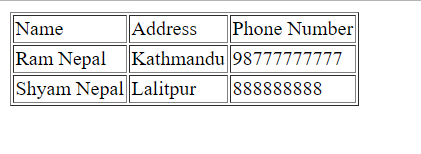 Name Address Phone Number
Ram Nepal Kathmandu 98777777777
Shyam Nepal Lalitpur 888888888